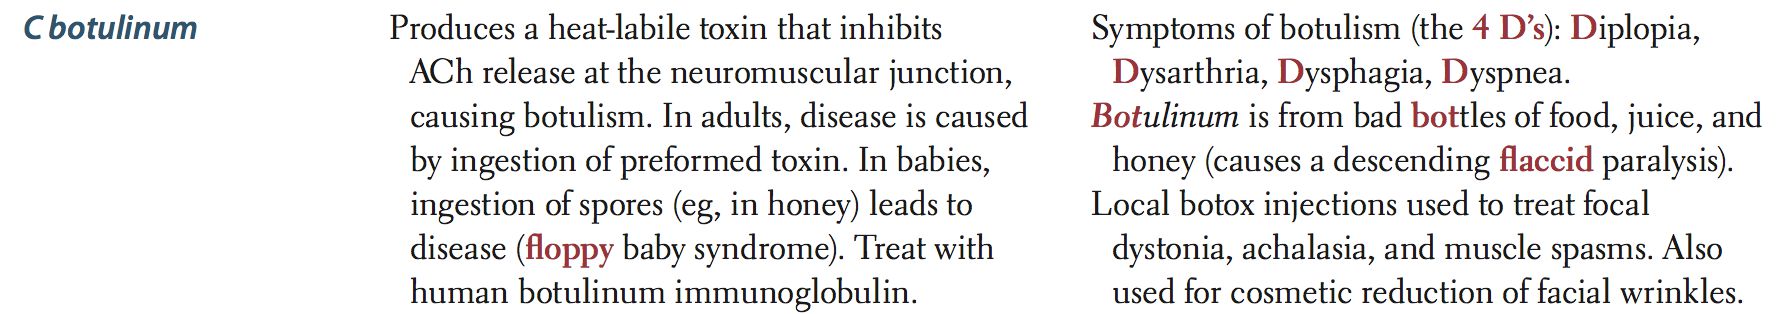 C botulinum
Produces a heat-labile toxin that inhibits
ACh release at the neuromuscular junction,
causing botulism. In adults, disease is caused
by ingestion of preformed toxin. In babies,
ingestion of spores (eg, in honey) leads to
disease (floppy baby syndrome). Treat with
human botulinum immunoglobulin.
Symptoms of botulism (the 4 D’s): Diplopia,
Dysarthria, Dysphagia, Dyspnea.
Botulinum is from bad bottles of food, juice, and
honey (causes a descending flaccid paralysis).
Local botox injections used to treat focal
dystonia, achalasia, and muscle spasms. Also
used for cosmetic reduction of facial wrinkles.